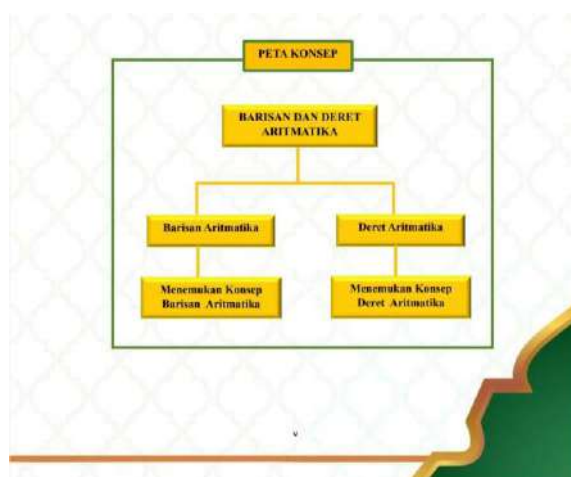 PETA KONSEP
BARISAN DAN DERET
ARITMATIKA
Barisan Aritmatika
Deret Aritmatika
Menemukan Konsep
Barisan Aritmatika
Menemukan Konsep
Deret Aritmatika
v